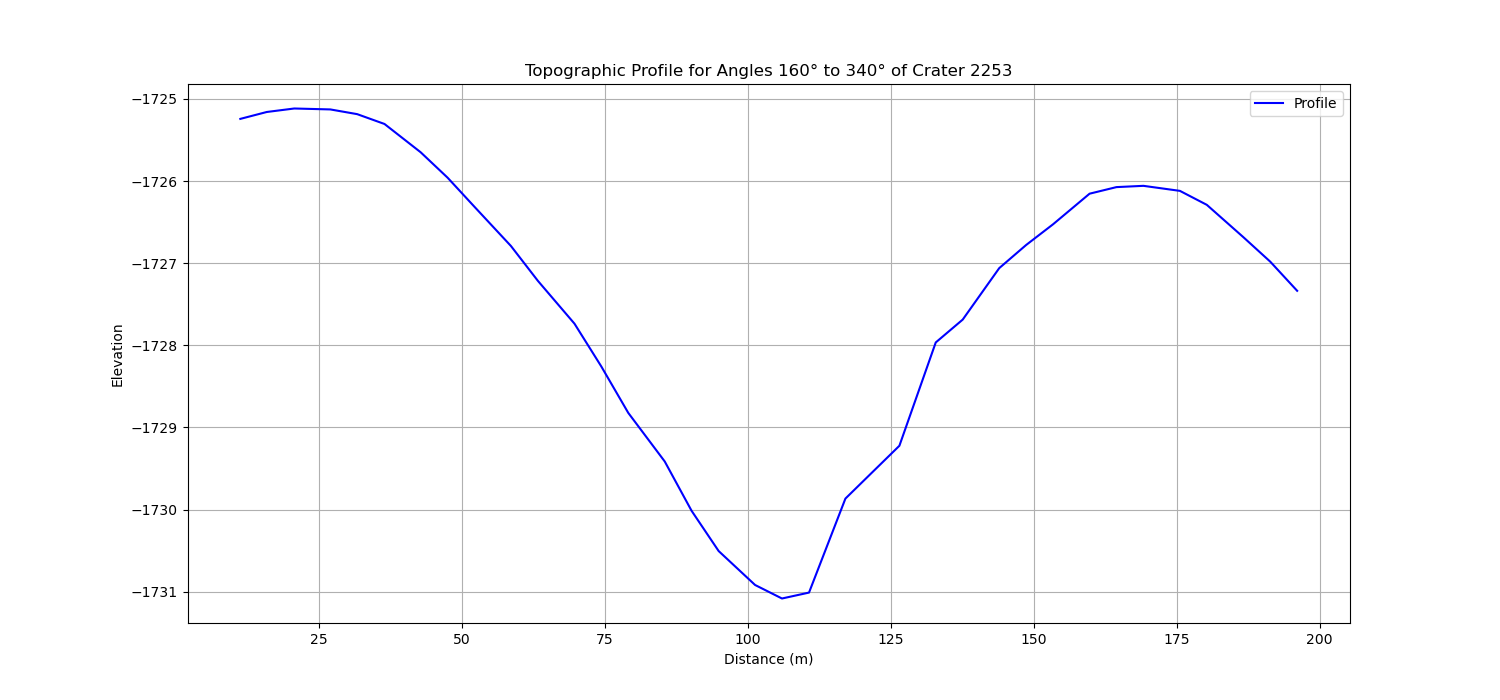 Topographic Profile for Angles 160° to 340° of Crater 2253
Profile
−1725
−1726
−1727
−1728
−1729
−1730
−1731
Elevation
25 50 75 100 125 150 175 200
Distance (m)